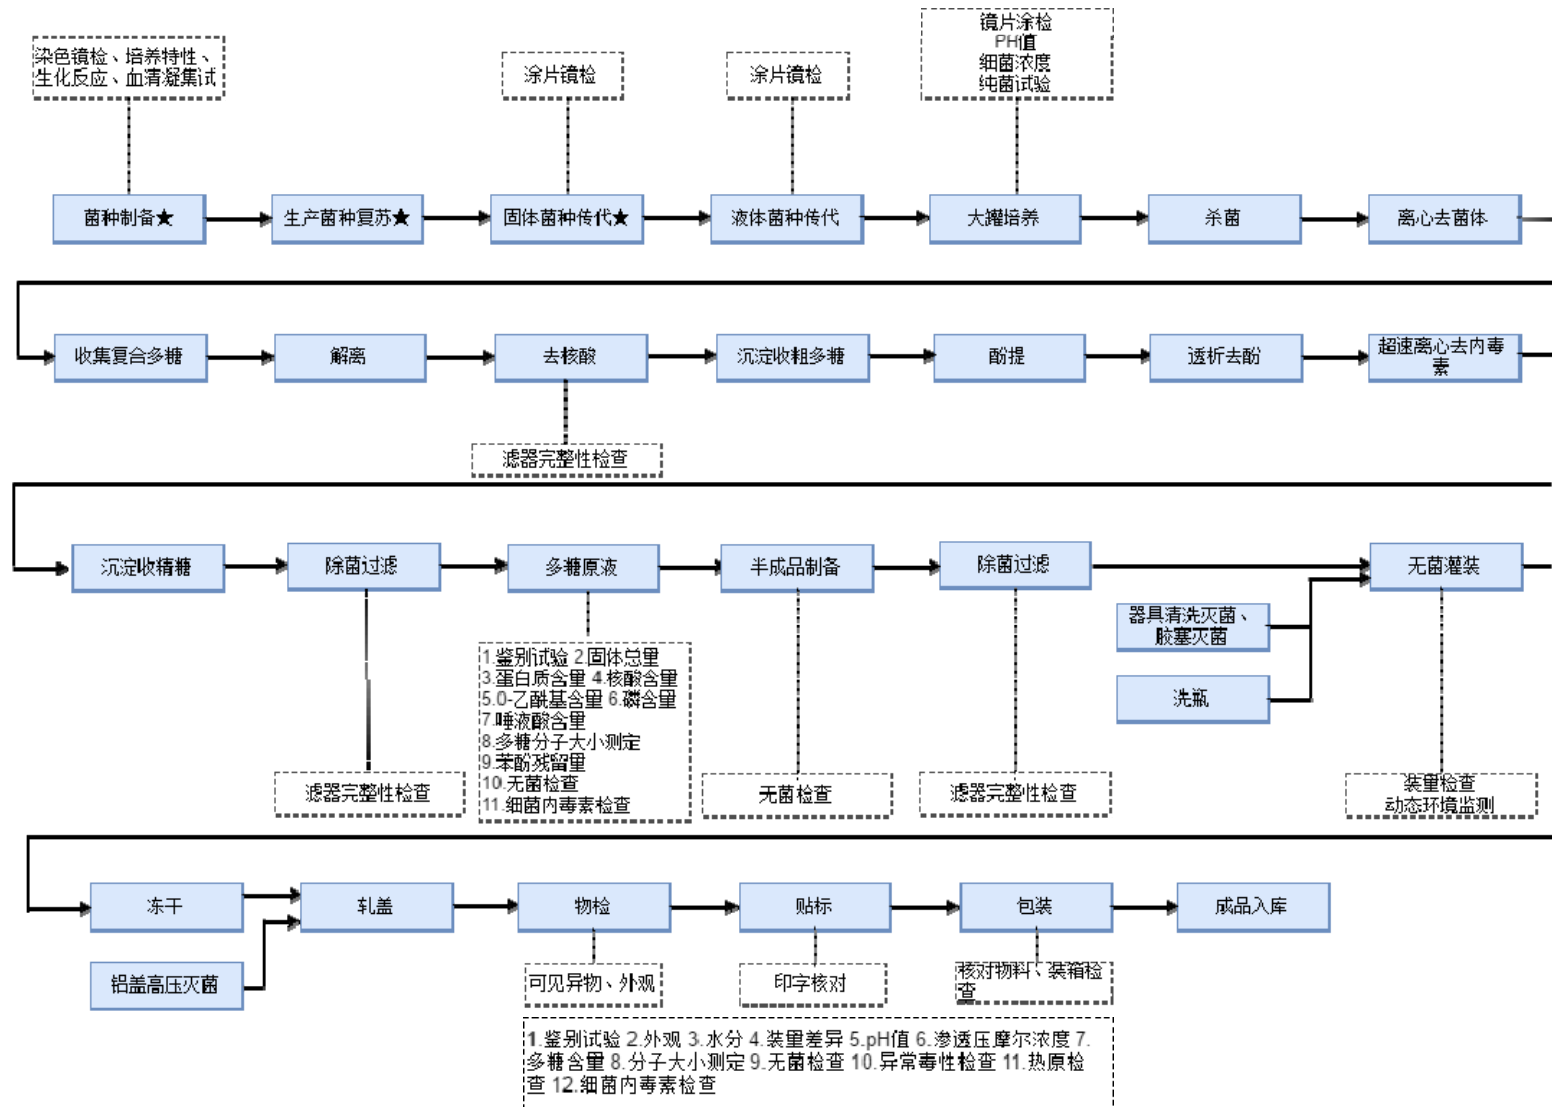 染色镜检、培养特性、
生化反应、血清凝集试
涂片镜检
涂片镜检
镜片涂检
PH值
细菌浓度
纯菌试验
菌种制备★
生产菌种复苏★
固体菌种传代★
液体菌种传代
大罐培养
杀菌
离心去菌体
收集复合多糖
解离
去核酸
沉淀收粗多糖
酚提
透析去酚
超速离心去内毒
素
滤器完整性检查
沉淀收精糖
除菌过滤
多糖原液
半成品制备
除菌过滤
无菌灌装
器具清洗灭菌、
胶塞灭菌
洗瓶
1.鉴别试验 2.固体总量
3.蛋白质含量 4.核酸含量
5.0-乙酰基含量 6.磷含量
7.唾液酸含量
8.多糖分子大小测定
9.苯酚残留量
10.无菌检查
11.细菌内毒素检查
滤器完整性检查
无菌检查
滤器完整性检查
装量检查
动态环境监测
冻干
轧盖
物检
贴标
包装
成品入库
铝盖高压灭菌
可见异物、外观
印字核对
核对物料、装箱检
查
1.鉴别试验 2.外观 3.水分 4.装量差异 5.pH值 6.渗透压摩尔浓度 7.
多糖含量 8.分子大小测定 9.无菌检查 10.异常毒性检查 11.热原检
查 12.细菌内毒素检查